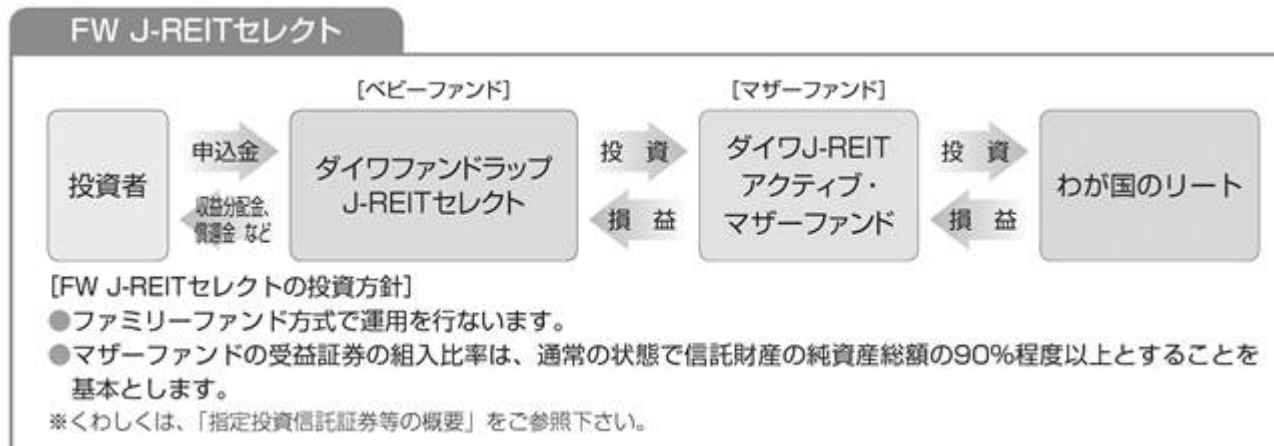 FW J-REITセレクト
[ベビーファンド]
[マザーファンド]
投資者
申込金
収益分配金、
償還金 など
ダイワファンドラップ
J-REITセレクト
投 資
損 益
ダイワJ-REIT
アクティブ・
マザーファンド
投 資
損 益
わが国のリート
[FW J-REITセレクトの投資方針]
●ファミリーファンド方式で運用を行ないます。
●マザーファンドの受益証券の組入比率は、通常の状態で信託財産の純資産総額の90%程度以上とすることを
基本とします。
※くわしくは、「指定投資信託証券等の概要」をご参照下さい。